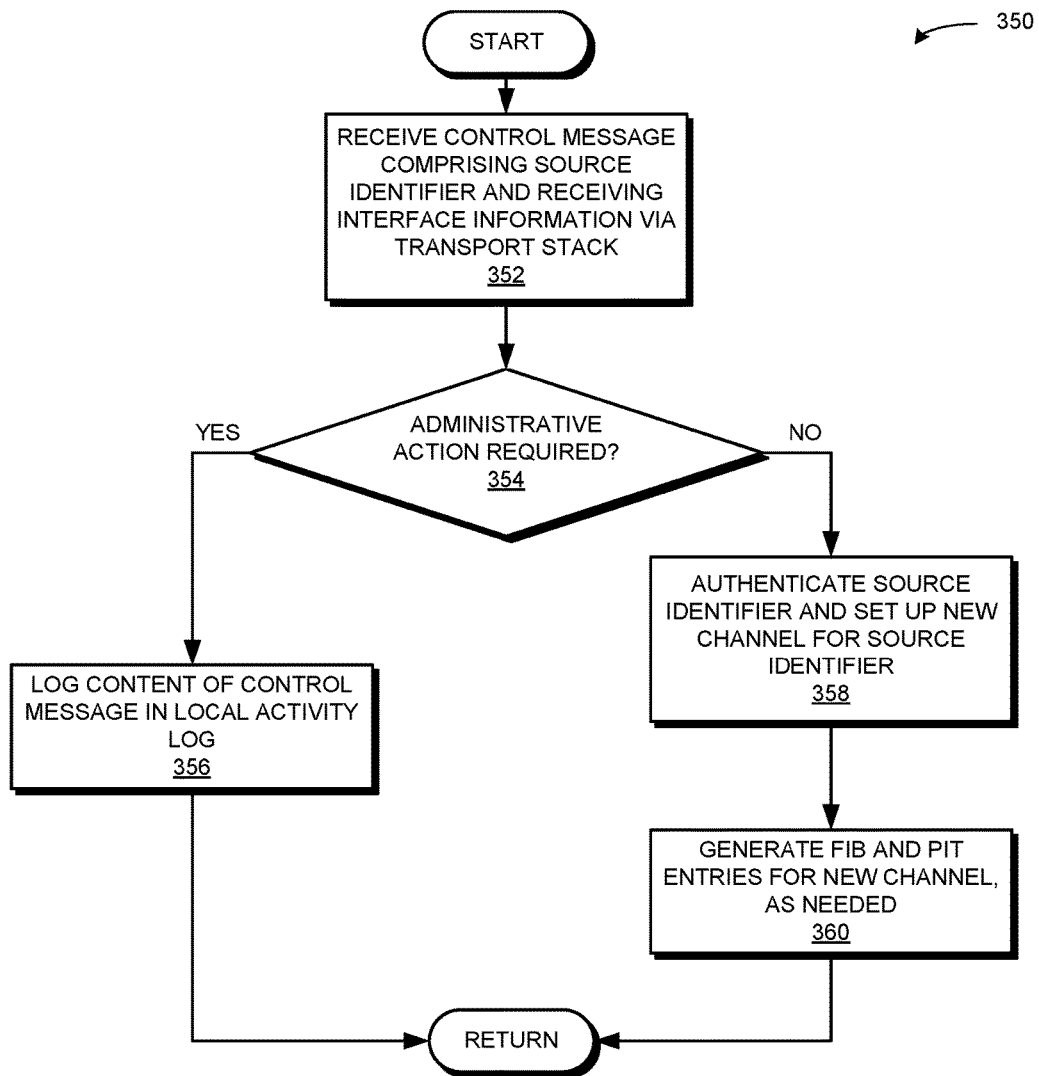 350
START
RECEIVE CONTROL MESSAGE
COMPRISING SOURCE
IDENTIFIER AND RECEIVING
INTERFACE INFORMATION VIA
TRANSPORT STACK
352
YES
ADMINISTRATIVE
ACTION REQUIRED?
354
NO
LOG CONTENT OF CONTROL
MESSAGE IN LOCAL ACTIVITY
LOG
356
AUTHENTICATE SOURCE
IDENTIFIER AND SET UP NEW
CHANNEL FOR SOURCE
IDENTIFIER
358
GENERATE FIB AND PIT
ENTRIES FOR NEW CHANNEL,
AS NEEDED
360
RETURN